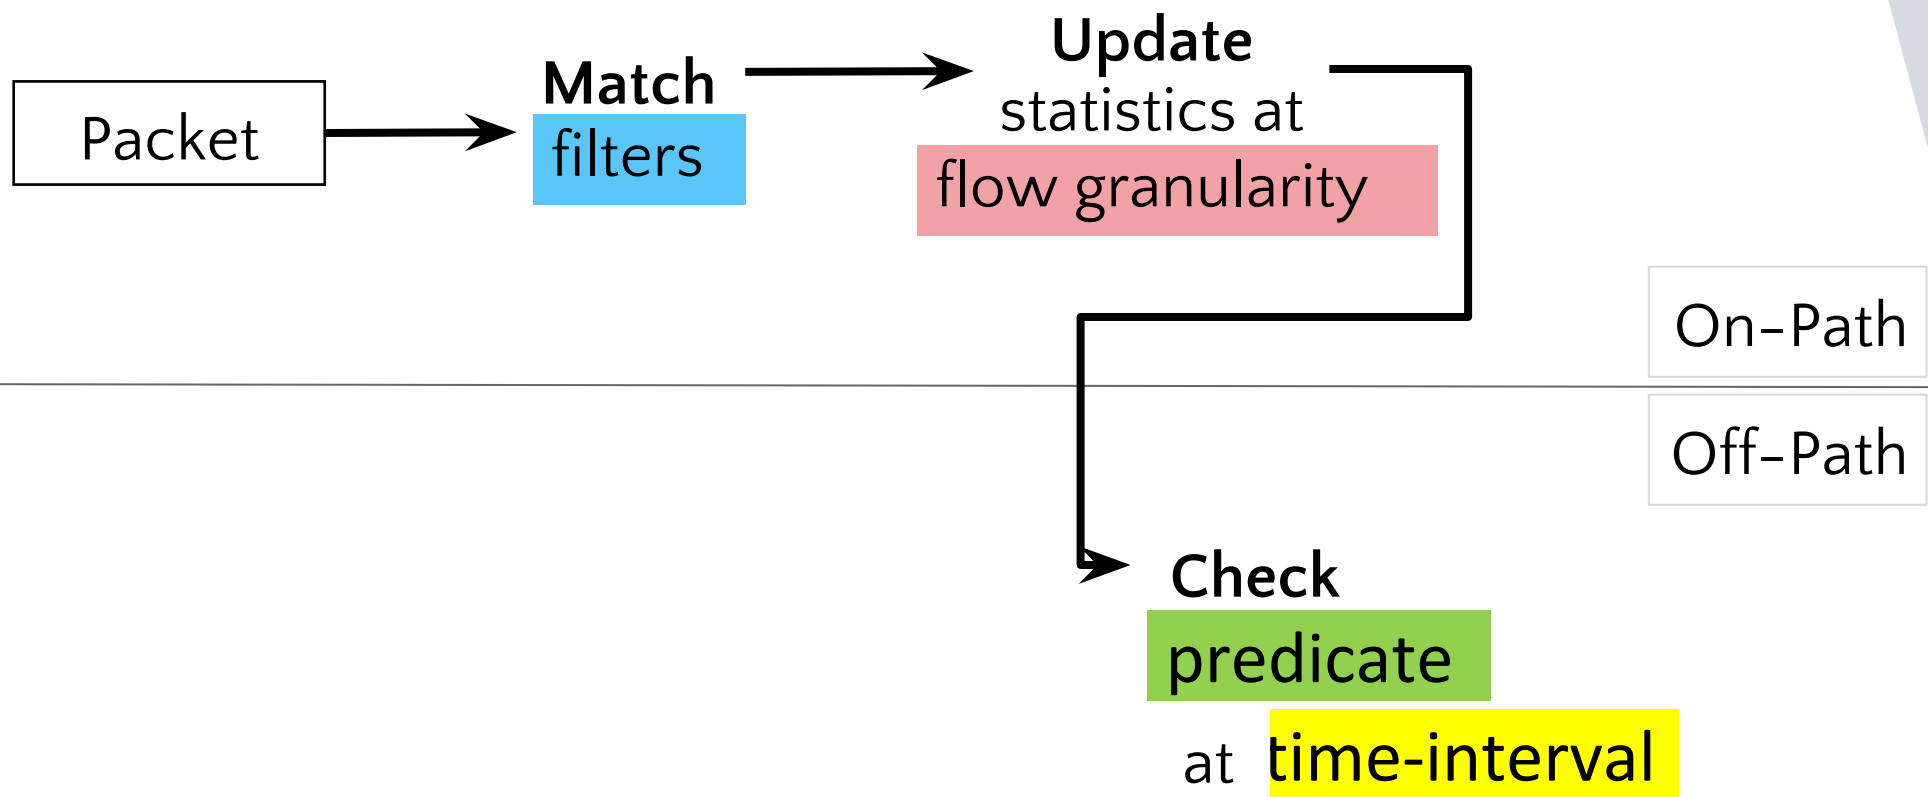 Packet
Match
filters
Update
statistics at
flow granularity
On-Path
Off-Path
Check
predicate
at time-interval